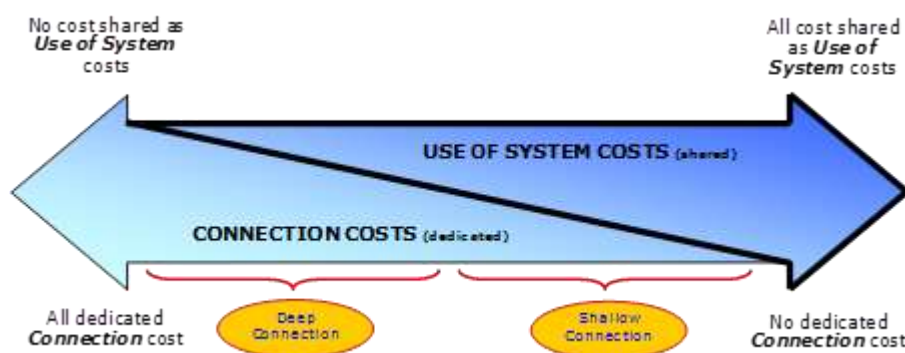 No cost shared as
Use of System
costs
All cost shared
as Use of
System costs
USE OF SYSTEM COSTS (shared)
CONNECTION COSTS (dedicated)
All dedicated
Connection cost
Deep
Connection
Shallow
Connection
No dedicated
Connection cost